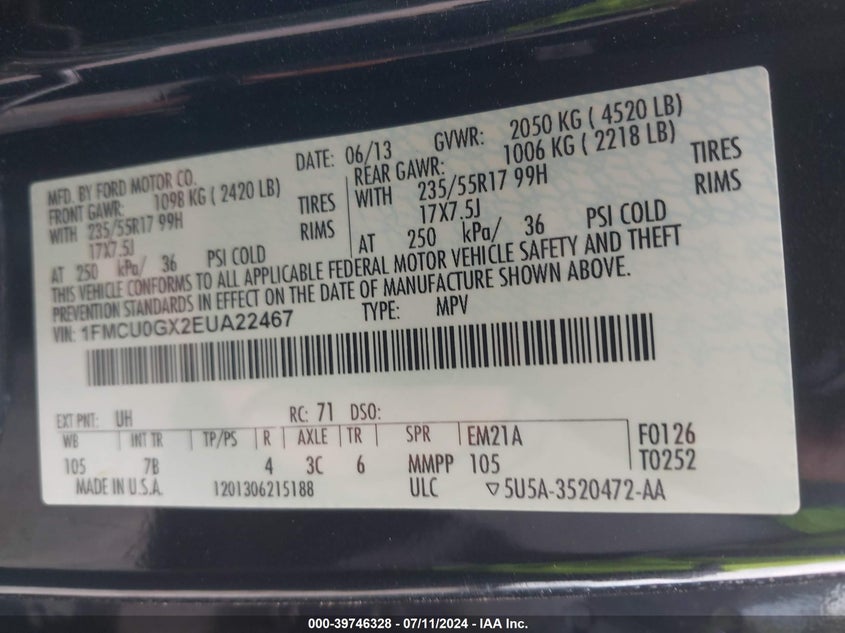 MFD. BY FORD MOTOR CO. DATE: 06/13 GVWR: 2050 KG ( 4520 LB)
FRONT GAWR: 1098 KG ( 2420 LB) REAR GAWR: 1006 KG ( 2218 LB)
WITH 235/55R17 99H TIRES WITH 235/55R17 99H TIRES
17X7.5J RIMS 17X7.5J RIMS
AT 250 kPa/ 36 PSI COLD AT 250 kPa/ 36 PSI COLD
THIS VEHICLE CONFORMS TO ALL APPLICABLE FEDERAL MOTOR VEHICLE SAFETY AND THEFT
PREVENTION STANDARDS IN EFFECT ON THE DATE OF MANUFACTURE SHOWN ABOVE.
VIN: 1FMCU0GX2EUA22467 TYPE: MPV
EXT PNT: UH RC: 71 DSO:
WB INT TR TP/PS R AXLE TR SPR EM21A F0126
105 7B 4 3C 6 MMPP 105 T0252
MADE IN U.S.A. 1201306215188 ULC ▽5U5A-3520472-AA
000-39746328 - 07/11/2024 - IAA Inc.